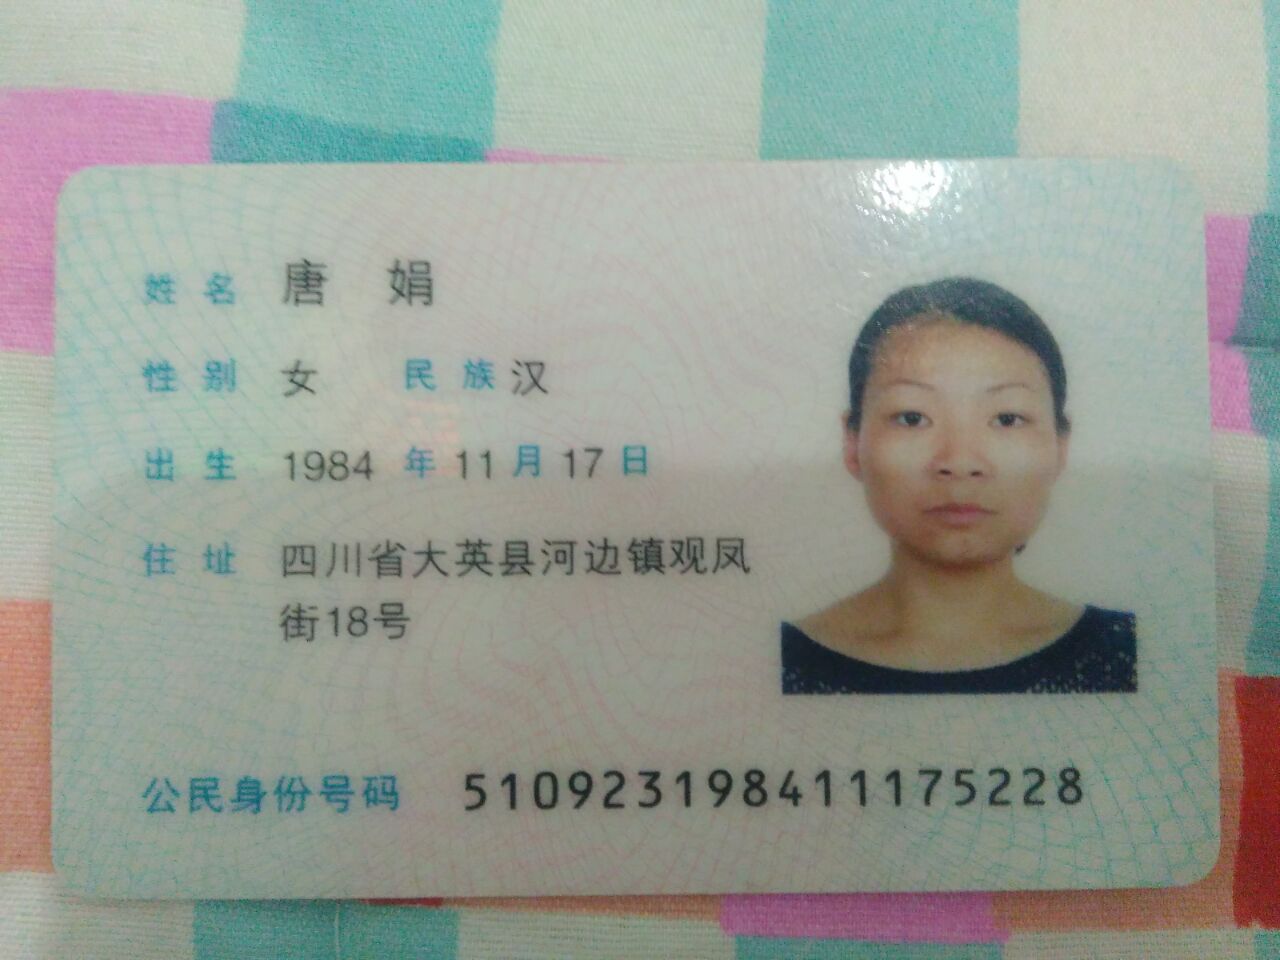 姓名 唐娟
性别 女 民族 汉
出生 1984 年 11 月 17 日
住址 四川省大英县河边镇观凤
街18号
公民身份号码 510923198411175228